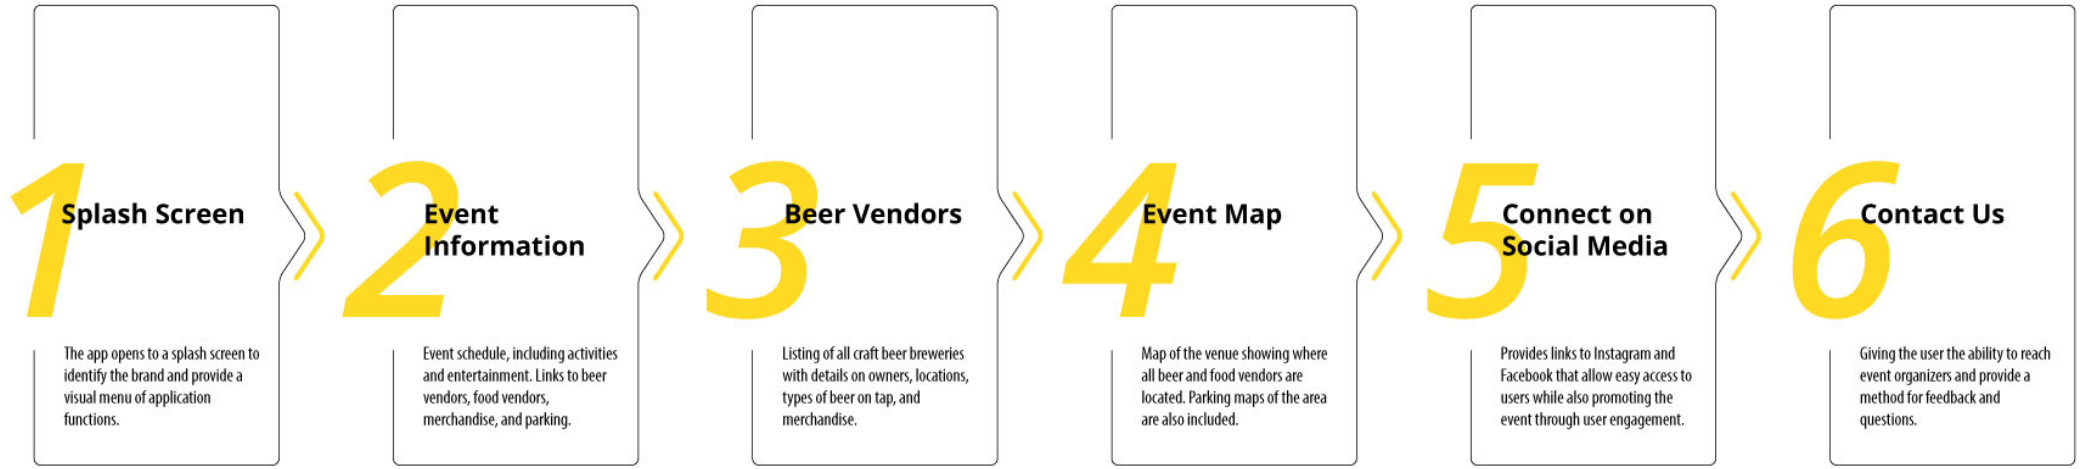 1
Splash Screen
The app opens to a splash screen to
identify the brand and provide a
visual menu of application
functions.
2
Event
Information
Event schedule, including activities
and entertainment. Links to beer
vendors, food vendors,
merchandise, and parking.
3
Beer Vendors
Listing of all craft beer breweries
with details on owners, locations,
types of beer on tap, and
merchandise.
4
Event Map
Map of the venue showing where
all beer and food vendors are
located. Parking maps of the area
are also included.
5
Connect on
Social Media
Provides links to Instagram and
Facebook that allow easy access to
users while also promoting the
event through user engagement.
6
Contact Us
Giving the user the ability to reach
event organizers and provide a
method for feedback and
questions.